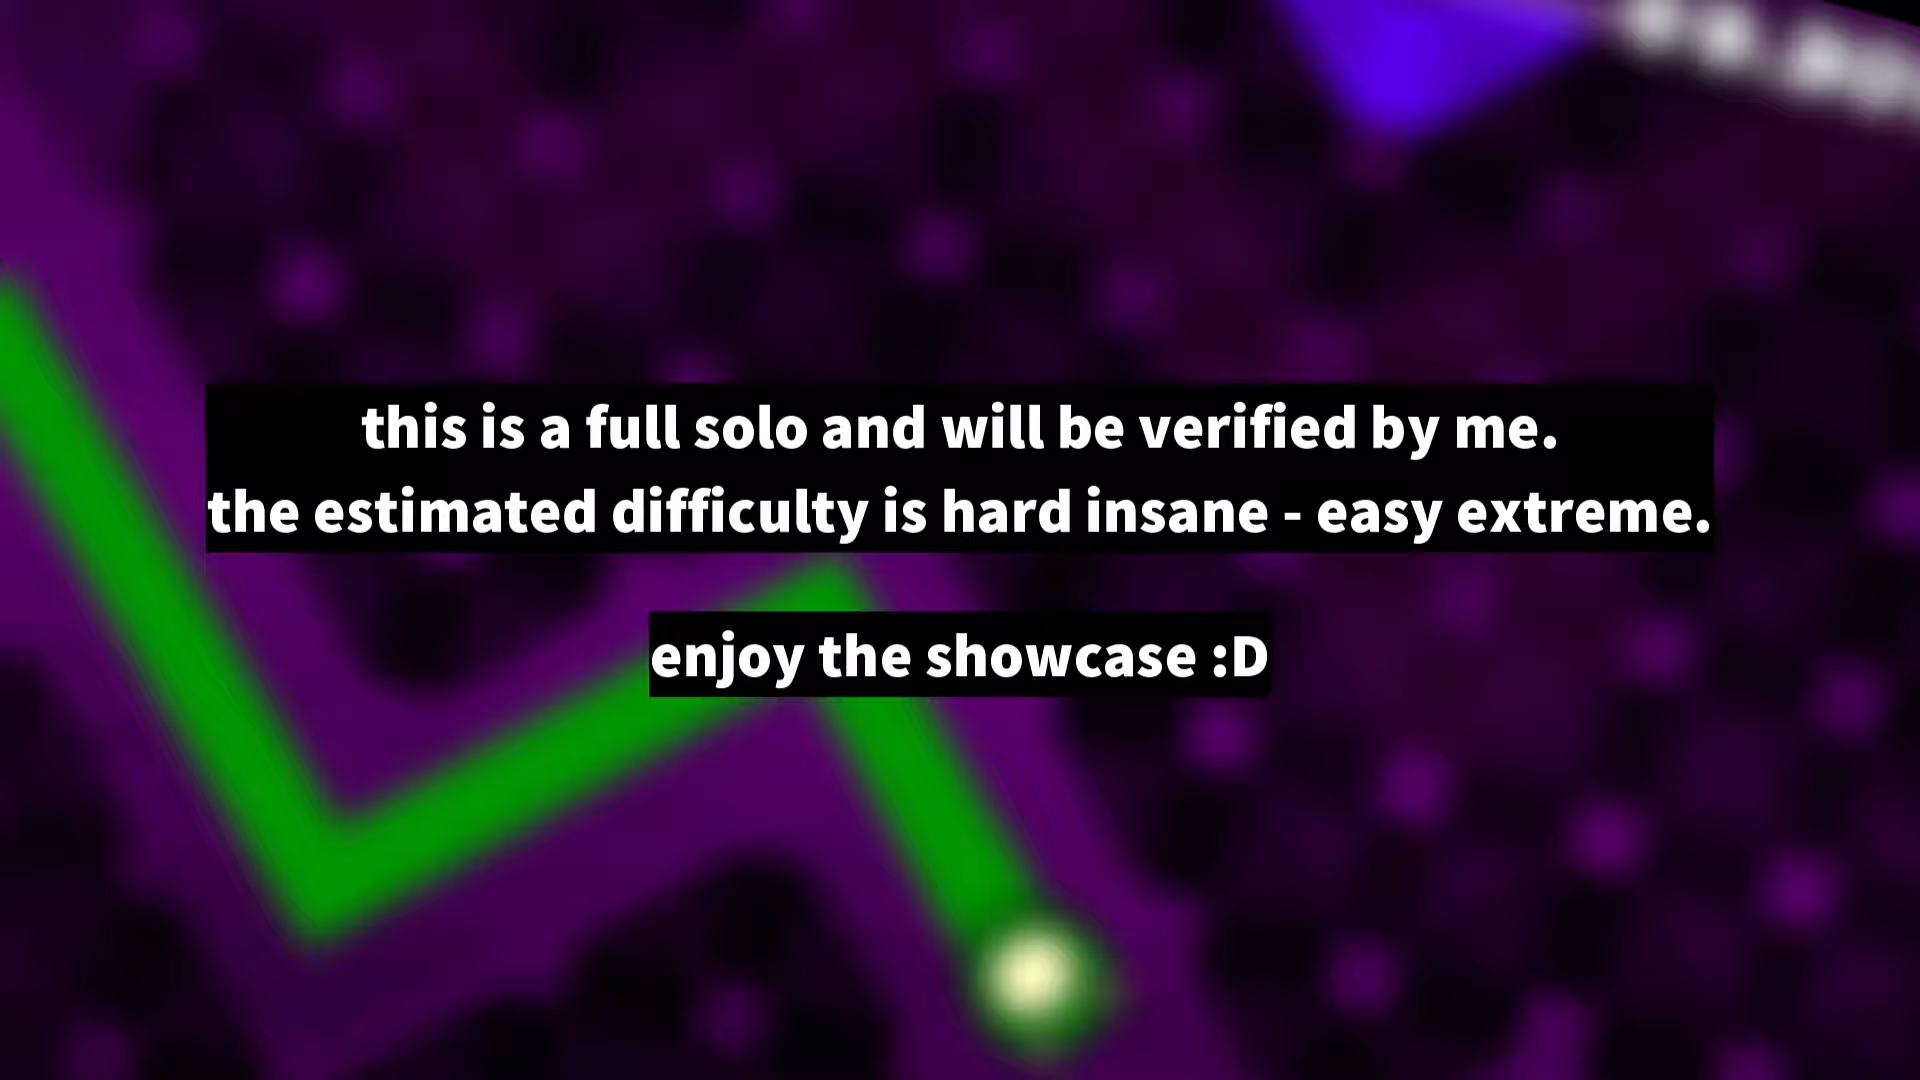 this is a full solo and will be verified by me.
the estimated difficulty is hard insane - easy extreme.
enjoy the showcase :D